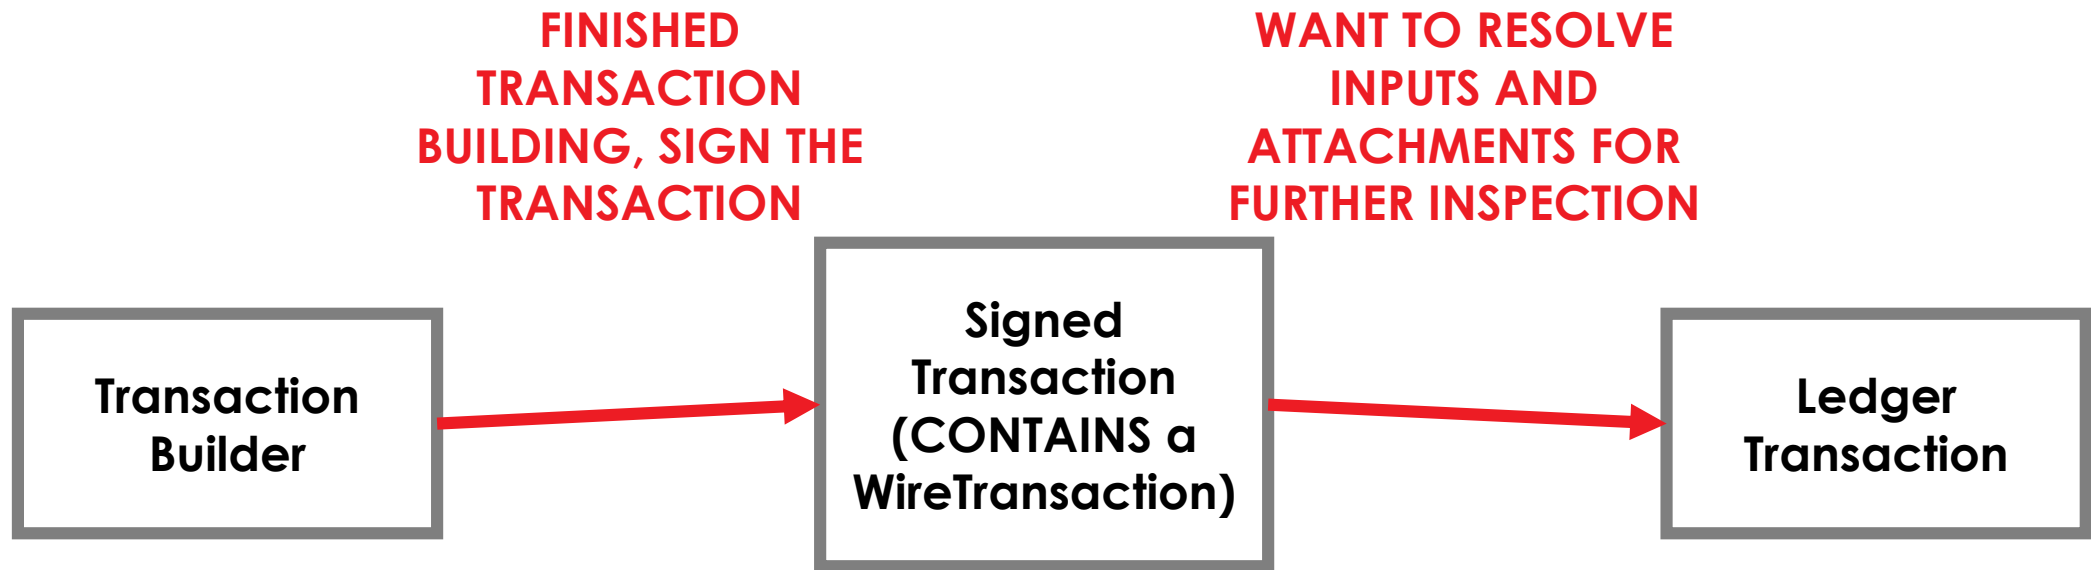 FINISHED
TRANSACTION
BUILDING, SIGN THE
TRANSACTION
WANT TO RESOLVE
INPUTS AND
ATTACHMENTS FOR
FURTHER INSPECTION
Transaction
Builder
Signed
Transaction
(CONTAINS a
WireTransaction)
Ledger
Transaction